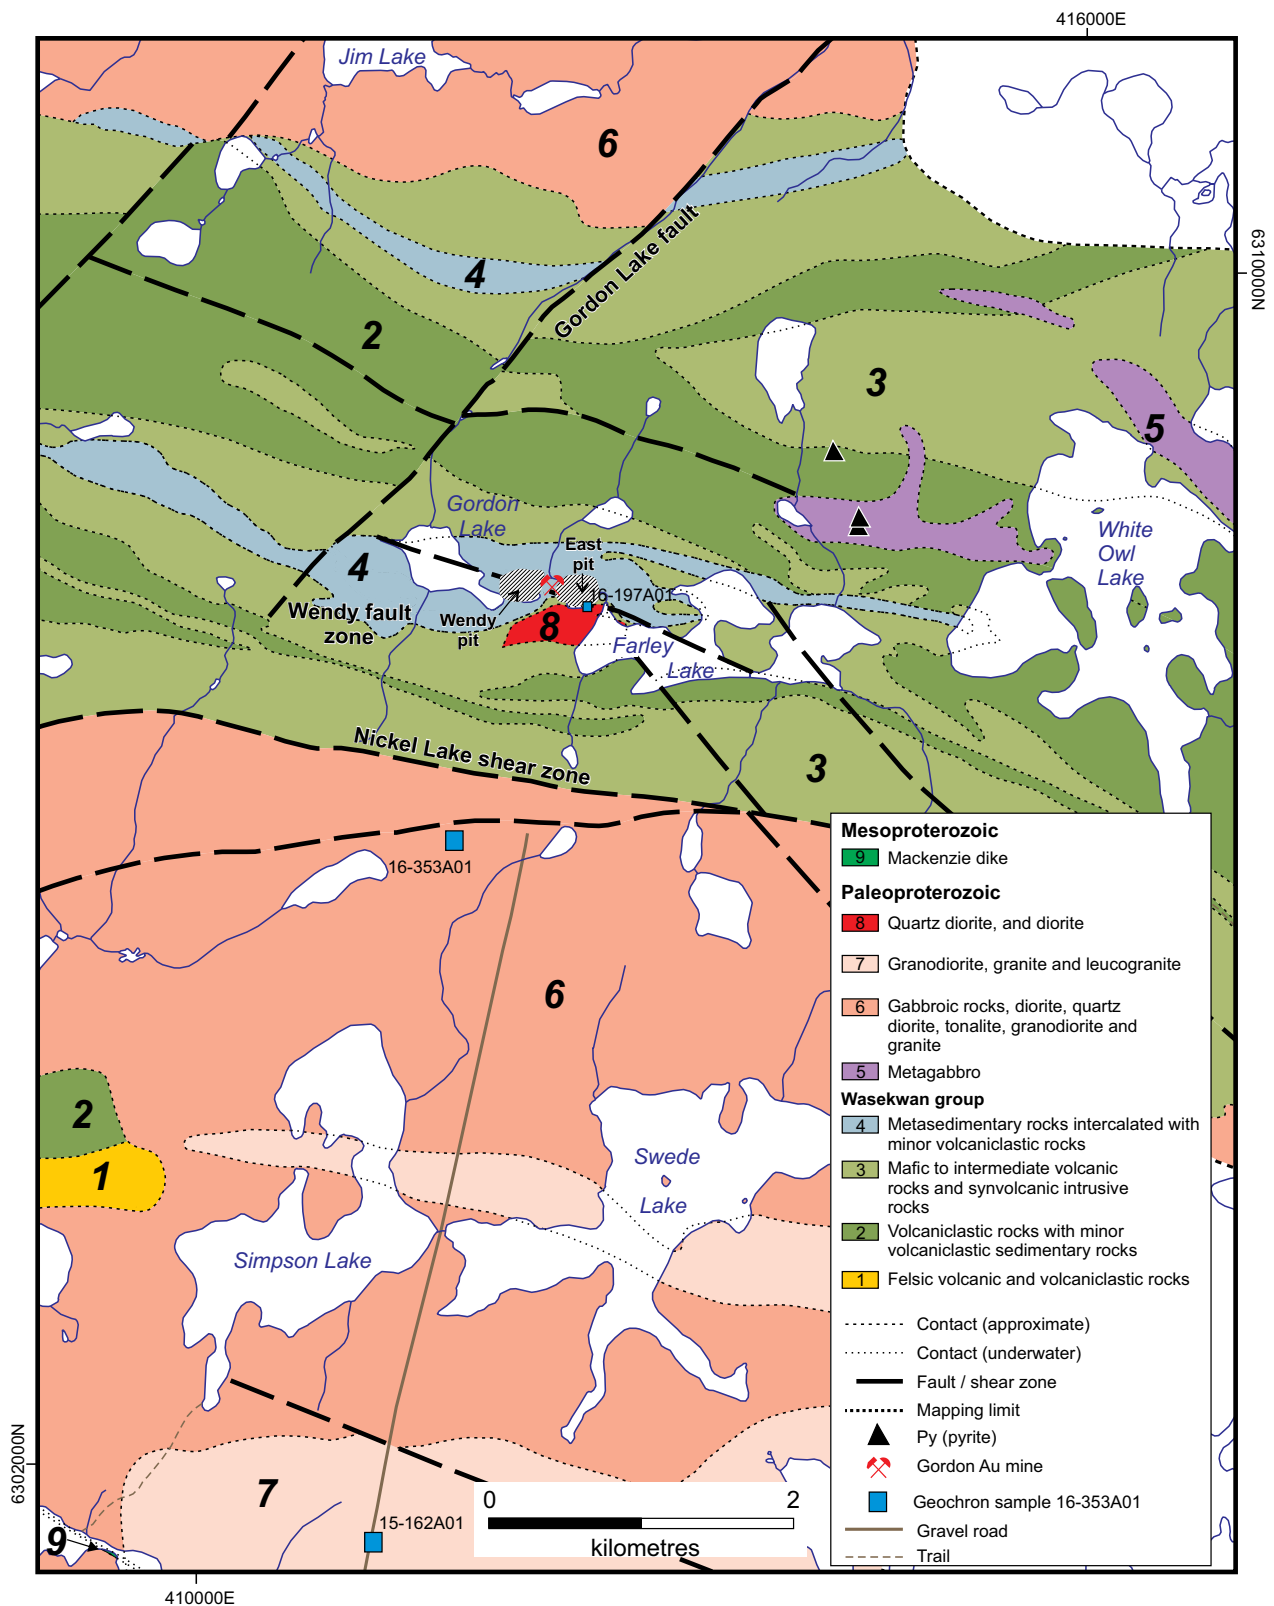 416000E
Jim Lake
6
4
Gordon Lake fault
631000N
2
3
5
Gordon
Lake
White
Owl
Lake
East
pit
4
16-197A01
Wendy fault
zone
Wendy
pit
8
Farley
Lake
Nickel Lake shear zone
3
16-353A01
6
2
1
Swede
Lake
Simpson Lake
6302000N
7
15-162A01
9
410000E
0 2
kilometres
Mesoproterozoic
9 Mackenzie dike
Paleoproterozoic
8 Quartz diorite, and diorite
7 Granodiorite, granite and leucogranite
6 Gabbroic rocks, diorite, quartz
diorite, tonalite, granodiorite and
granite
5 Metagabbro
Wasekwan group
4 Metasedimentary rocks intercalated with
minor volcaniclastic rocks
3 Mafic to intermediate volcanic
rocks and synvolcanic intrusive
rocks
2 Volcaniclastic rocks with minor
volcaniclastic sedimentary rocks
1 Felsic volcanic and volcaniclastic rocks
Contact (approximate)
Contact (underwater)
Fault / shear zone
Mapping limit
Py (pyrite)
Gordon Au mine
Geochron sample 16-353A01
Gravel road
Trail